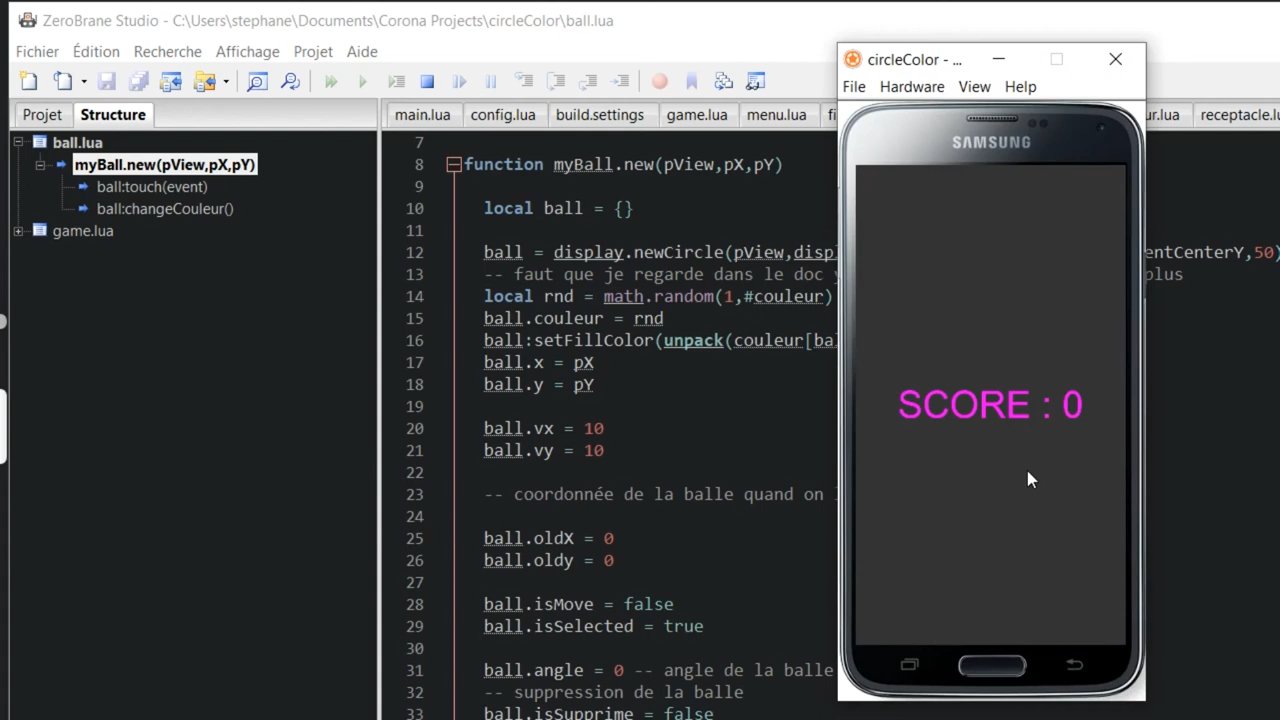 ZeroBrane Studio - C:\Users\stephane\Documents\Corona Projects\circleColor\ball.lua
Fichier Édition Recherche Affichage Projet Aide
Projet Structure
ball.lua
myBall.new(pView,pX,pY)
ball:touch(event)
ball:changeCouleur()
game.lua
main.lua config.lua build.settings game.lua menu.lua receptacle.lu
7
8 function myBall.new(pView,pX,pY)
9
10 local ball = {}
11
12 ball = display.newCircle(pView,disp entCenterY,50)
13 -- faut que je regarde dans le doc plus
14 local rnd = math.random(1,#couleur)
15 ball.couleur = rnd
16 ball:setFillColor(unpack(couleur[bal
17 ball.x = pX
18 ball.y = pY
19
20 ball.vx = 10
21 ball.vy = 10
22
23 -- coordonnée de la balle quand on
24
25 ball.oldX = 0
26 ball.oldy = 0
27
28 ball.isMove = false
29 ball.isSelected = true
30
31 ball.angle = 0 -- angle de la balle
32 -- suppression de la balle
33 ball.isSupprime = false
circleColor - ...
File Hardware View Help
SAMSUNG
SCORE : 0